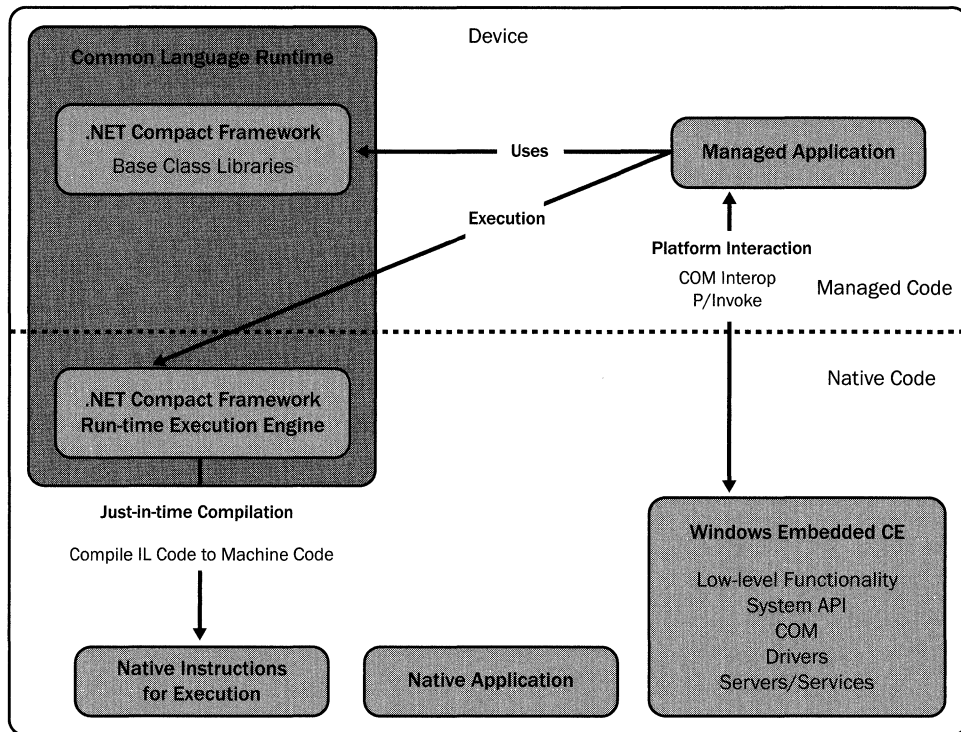 Device
Common Language Runtime
.NET Compact Framework
Base Class Libraries
Uses
Managed Application
Execution
Platform Interaction
COM Interop
P/Invoke
Managed Code
Native Code
.NET Compact Framework
Run-time Execution Engine
Just-in-time Compilation
Compile IL Code to Machine Code
Windows Embedded CE
Low-level Functionality
System API
COM
Drivers
Servers/Services
Native Instructions
for Execution
Native Application